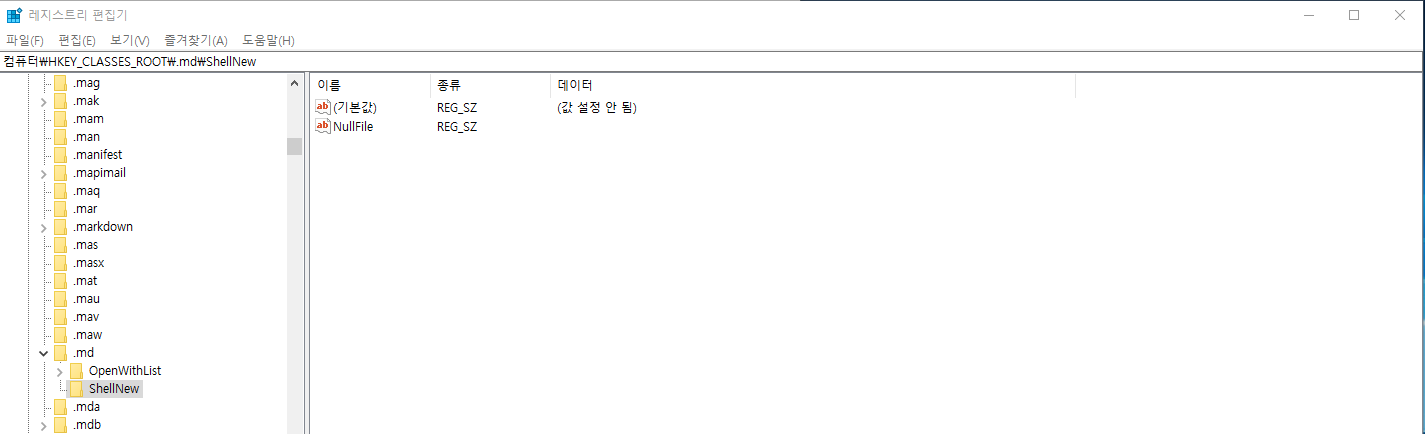 레지스트리 편집기
파일(F) 편집(E) 보기(V) 즐겨찾기(A) 도움말(H)
컴퓨터₩HKEY_CLASSES_ROOT₩.md₩ShellNew
.mag
.mak
.mam
.man
.manifest
.mapimail
.maq
.mar
.markdown
.mas
.masx
.mat
.mau
.mav
.maw
.md
OpenWithList
ShellNew
.mda
.mdb
이름 종류 데이터
ab (기본값) REG_SZ (값 설정 안 됨)
ab NullFile REG_SZ